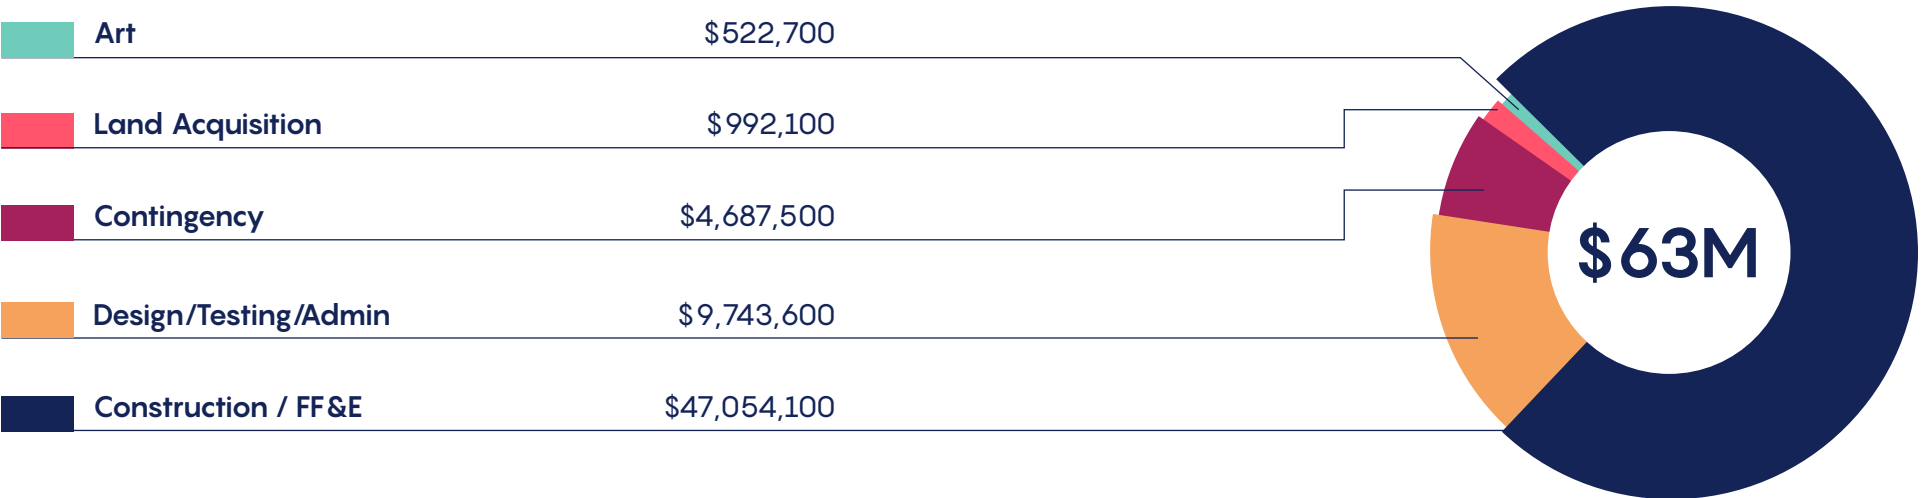 Art $522,700
Land Acquisition $992,100
Contingency $4,687,500
Design/Testing/Admin $9,743,600
Construction / FF&E $47,054,100
$63M